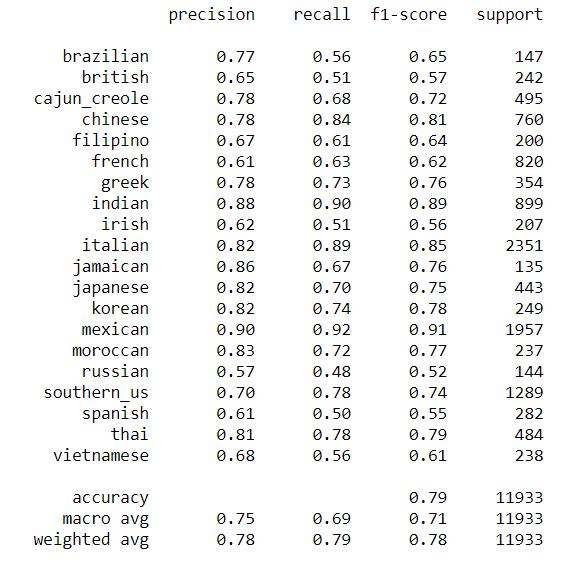 precision recall f1-score support
brazilian 0.77 0.56 0.65 147
british 0.65 0.51 0.57 242
cajun_creole 0.78 0.68 0.72 495
chinese 0.78 0.84 0.81 760
filipino 0.67 0.61 0.64 200
french 0.61 0.63 0.62 820
greek 0.78 0.73 0.76 354
indian 0.88 0.90 0.89 899
irish 0.62 0.51 0.56 207
italian 0.82 0.89 0.85 2351
jamaican 0.86 0.67 0.76 135
japanese 0.82 0.70 0.75 443
korean 0.82 0.74 0.78 249
mexican 0.90 0.92 0.91 1957
moroccan 0.83 0.72 0.77 237
russian 0.57 0.48 0.52 144
southern_us 0.70 0.78 0.74 1289
spanish 0.61 0.50 0.55 282
thai 0.81 0.78 0.79 484
vietnamese 0.68 0.56 0.61 238
accuracy 0.79 11933
macro avg 0.75 0.69 0.71 11933
weighted avg 0.78 0.79 0.78 11933